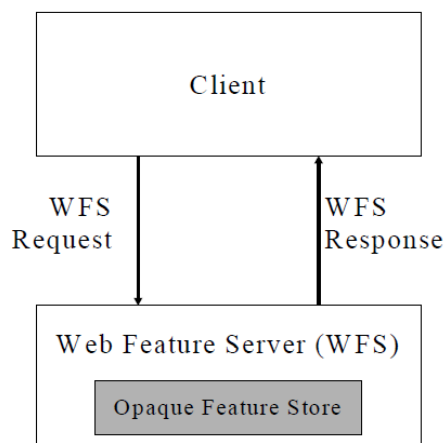 Client
WFS
Request
WFS
Response
Web Feature Server (WFS)
Opaque Feature Store